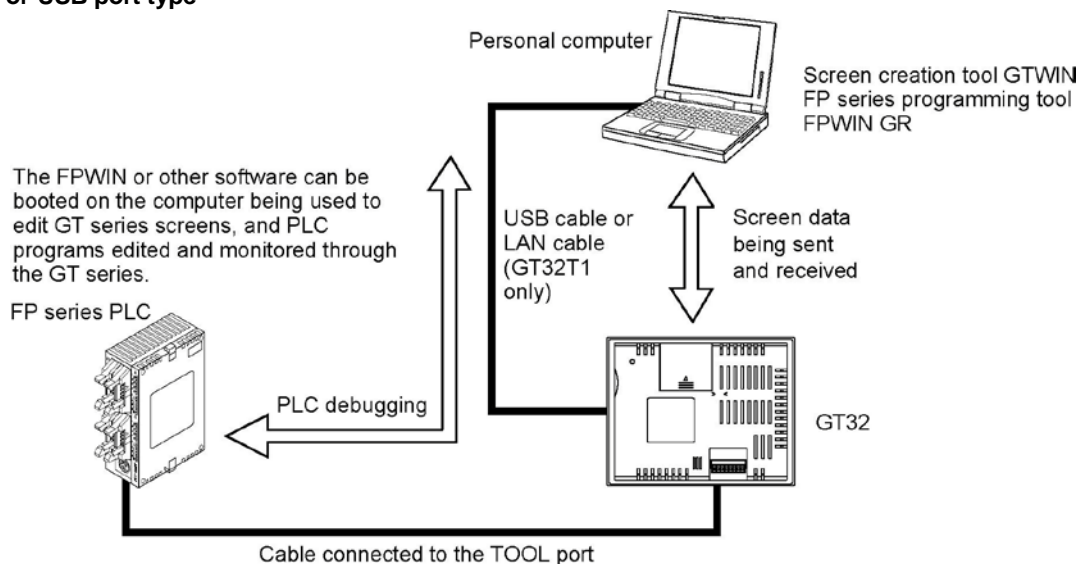 or USB port type
Personal computer
Screen creation tool GTWIN
FP series programming tool
FPWIN GR
The FPWIN or other software can be
booted on the computer being used to
edit GT series screens, and PLC
programs edited and monitored through
the GT series.
USB cable or
LAN cable
(GT32T1
only)
Screen data
being sent
and received
FP series PLC
PLC debugging
GT32
Cable connected to the TOOL port